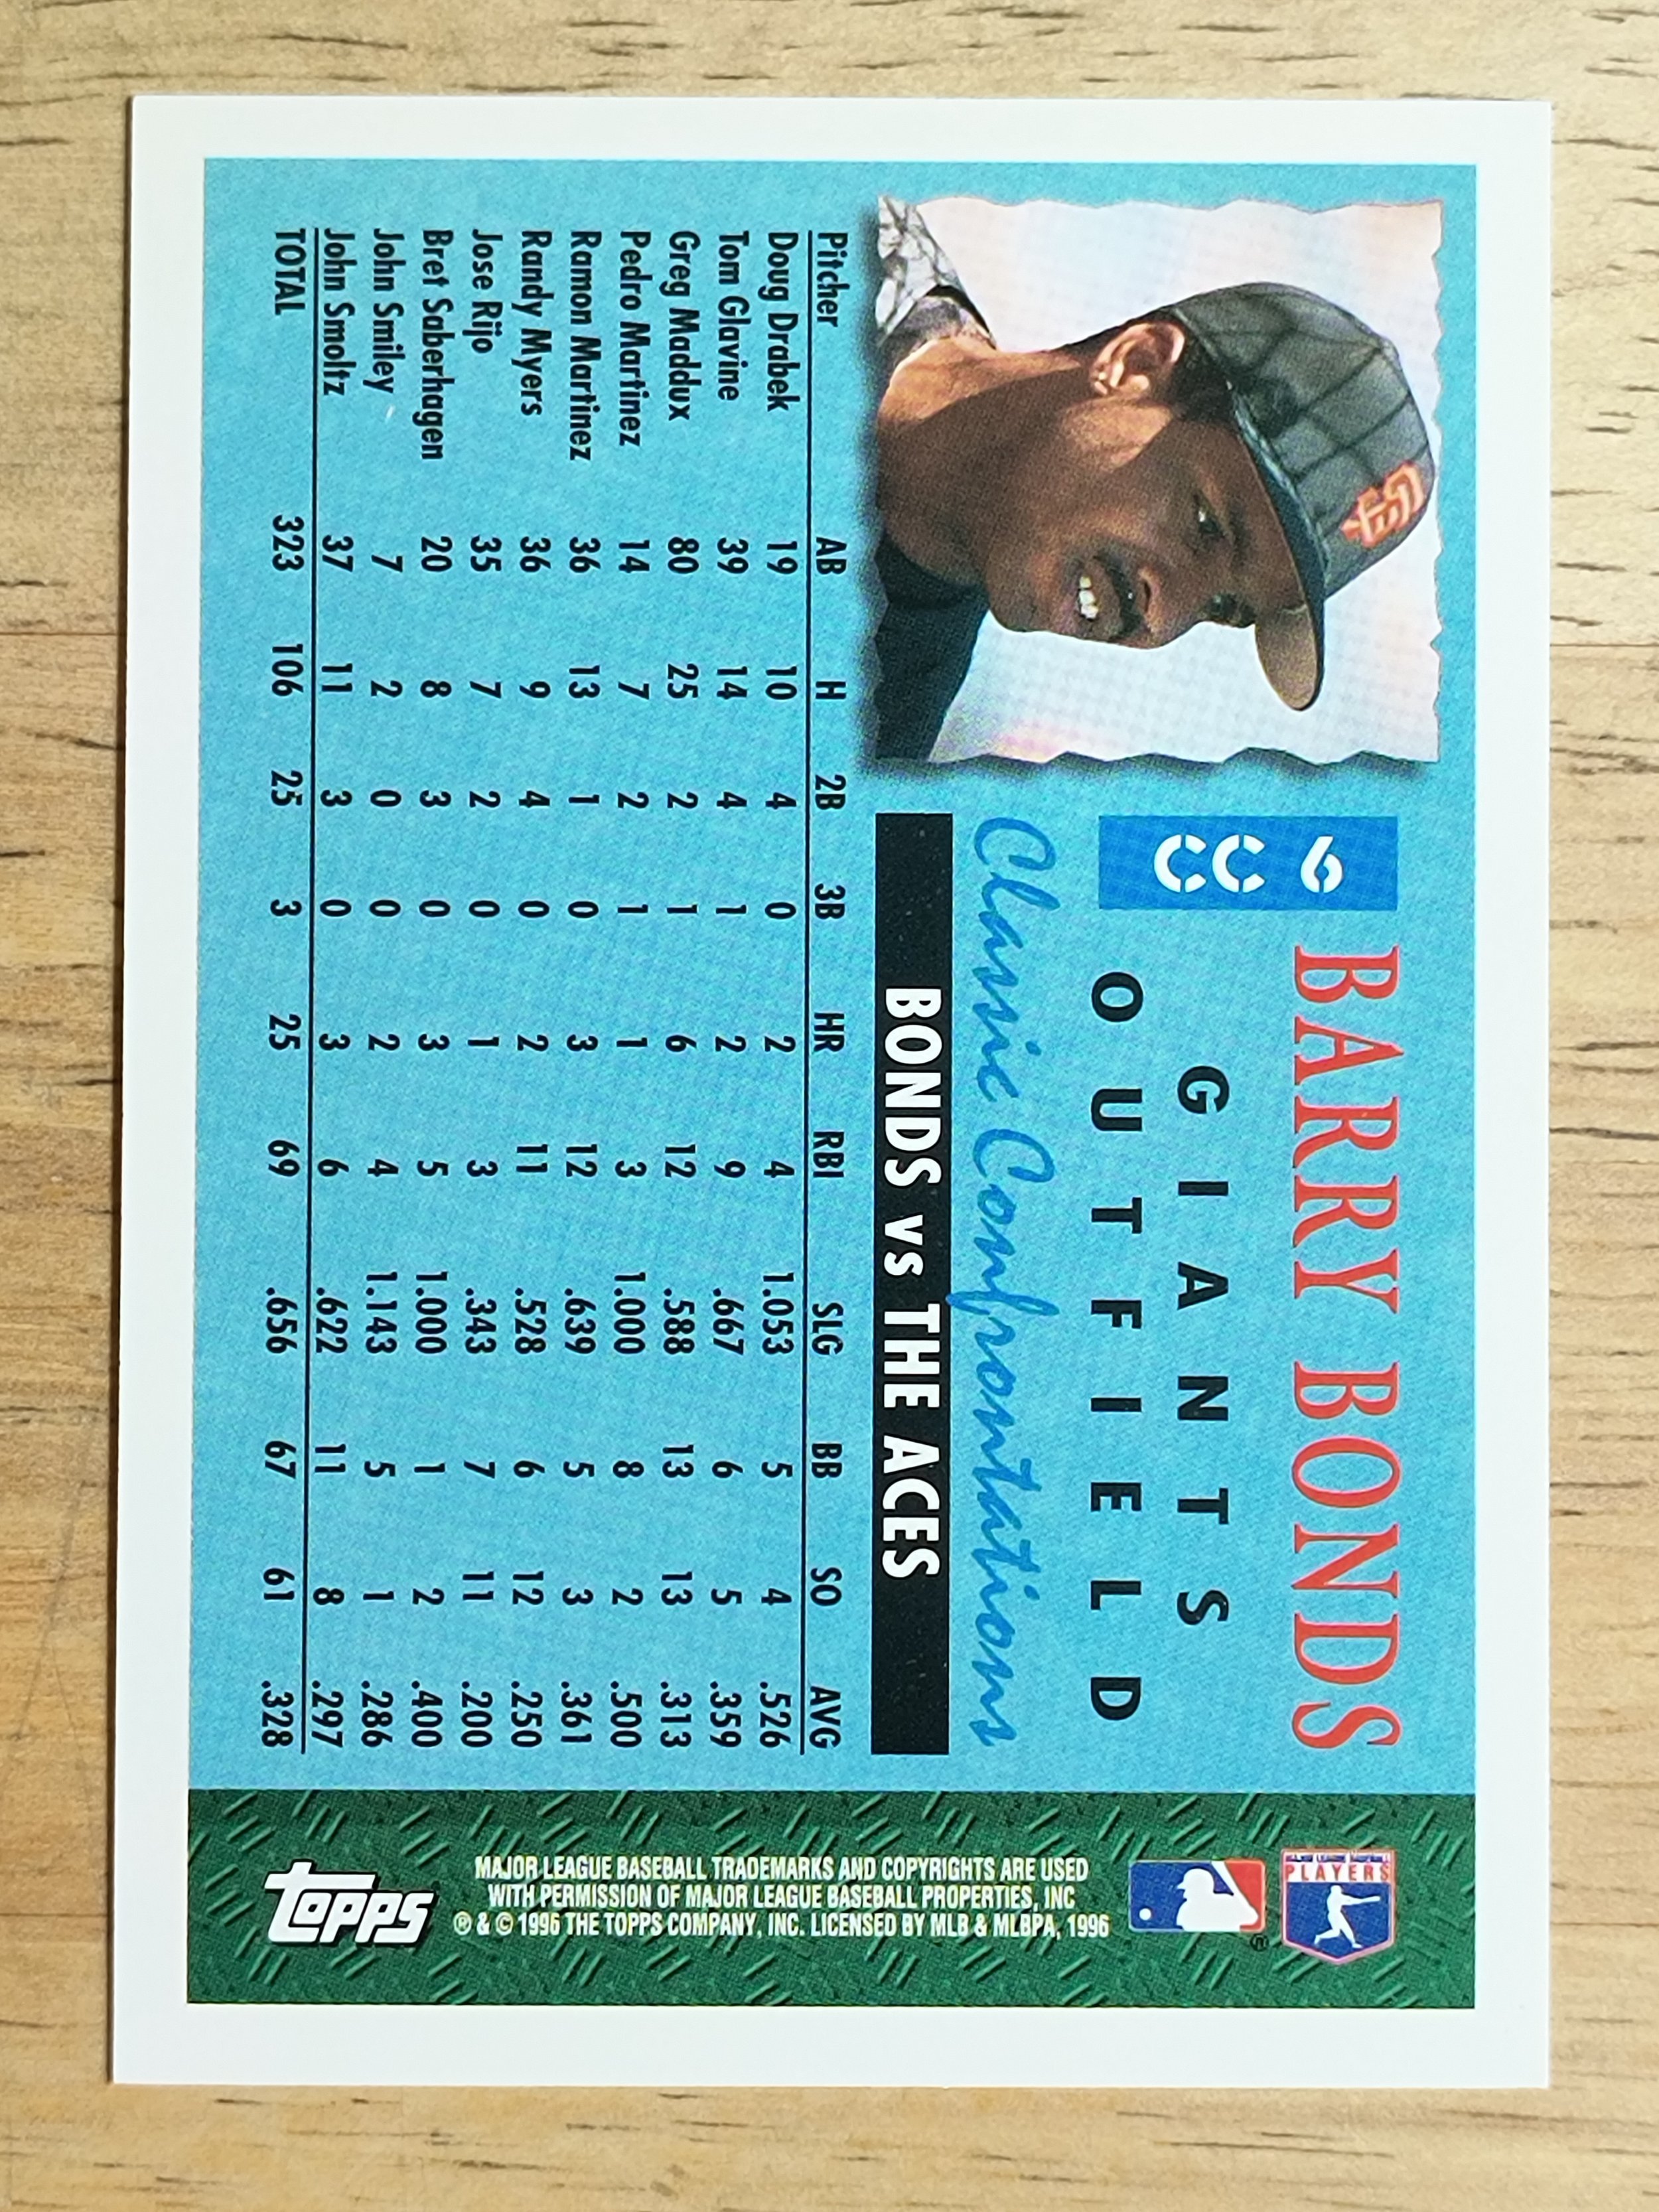 CC 6
BARRY BONDS
GIANTS
OUTFIELD
Classic Confrontations
BONDS vs THE ACES
Pitcher AB H 2B 3B HR RBI SLG BB SO AVG
Doug Drabek 19 10 4 0 2 4 1.053 5 4 .526
Tom Glavine 39 14 4 1 2 9 .667 6 5 .359
Greg Maddux 80 25 2 1 6 12 .588 13 13 .313
Pedro Martinez 14 7 2 1 1 3 1.000 8 2 .500
Ramon Martinez 36 13 1 0 3 12 .639 5 3 .361
Randy Myers 36 9 4 0 2 11 .528 6 12 .250
Jose Rijo 35 7 2 0 1 3 .343 7 11 .200
Bret Saberhagen 20 8 3 0 3 5 1.000 1 2 .400
John Smiley 7 2 0 0 2 4 1.143 5 1 .286
John Smoltz 37 11 3 0 3 6 .622 11 8 .297
TOTAL 323 106 25 3 25 69 .656 67 61 .328
PLAYERS
®
MAJOR LEAGUE BASEBALL TRADEMARKS AND COPYRIGHTS ARE USED
WITH PERMISSION OF MAJOR LEAGUE BASEBALL PROPERTIES, INC
® & © 1996 THE TOPPS COMPANY, INC. LICENSED BY MLB & MLBPA, 1996
topps